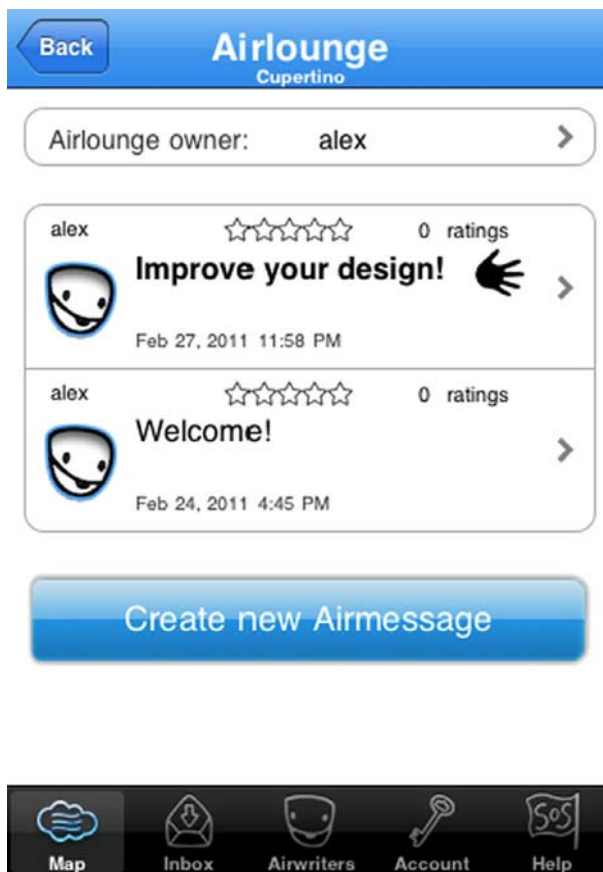 Back
Airlounge
Cupertino
Airlounge owner: alex
alex 0 ratings
Improve your design!
Feb 27, 2011 11:58 PM
alex 0 ratings
Welcome!
Feb 24, 2011 4:45 PM
Create new Airmessage
SOS
Map Inbox Airwriters Account Help